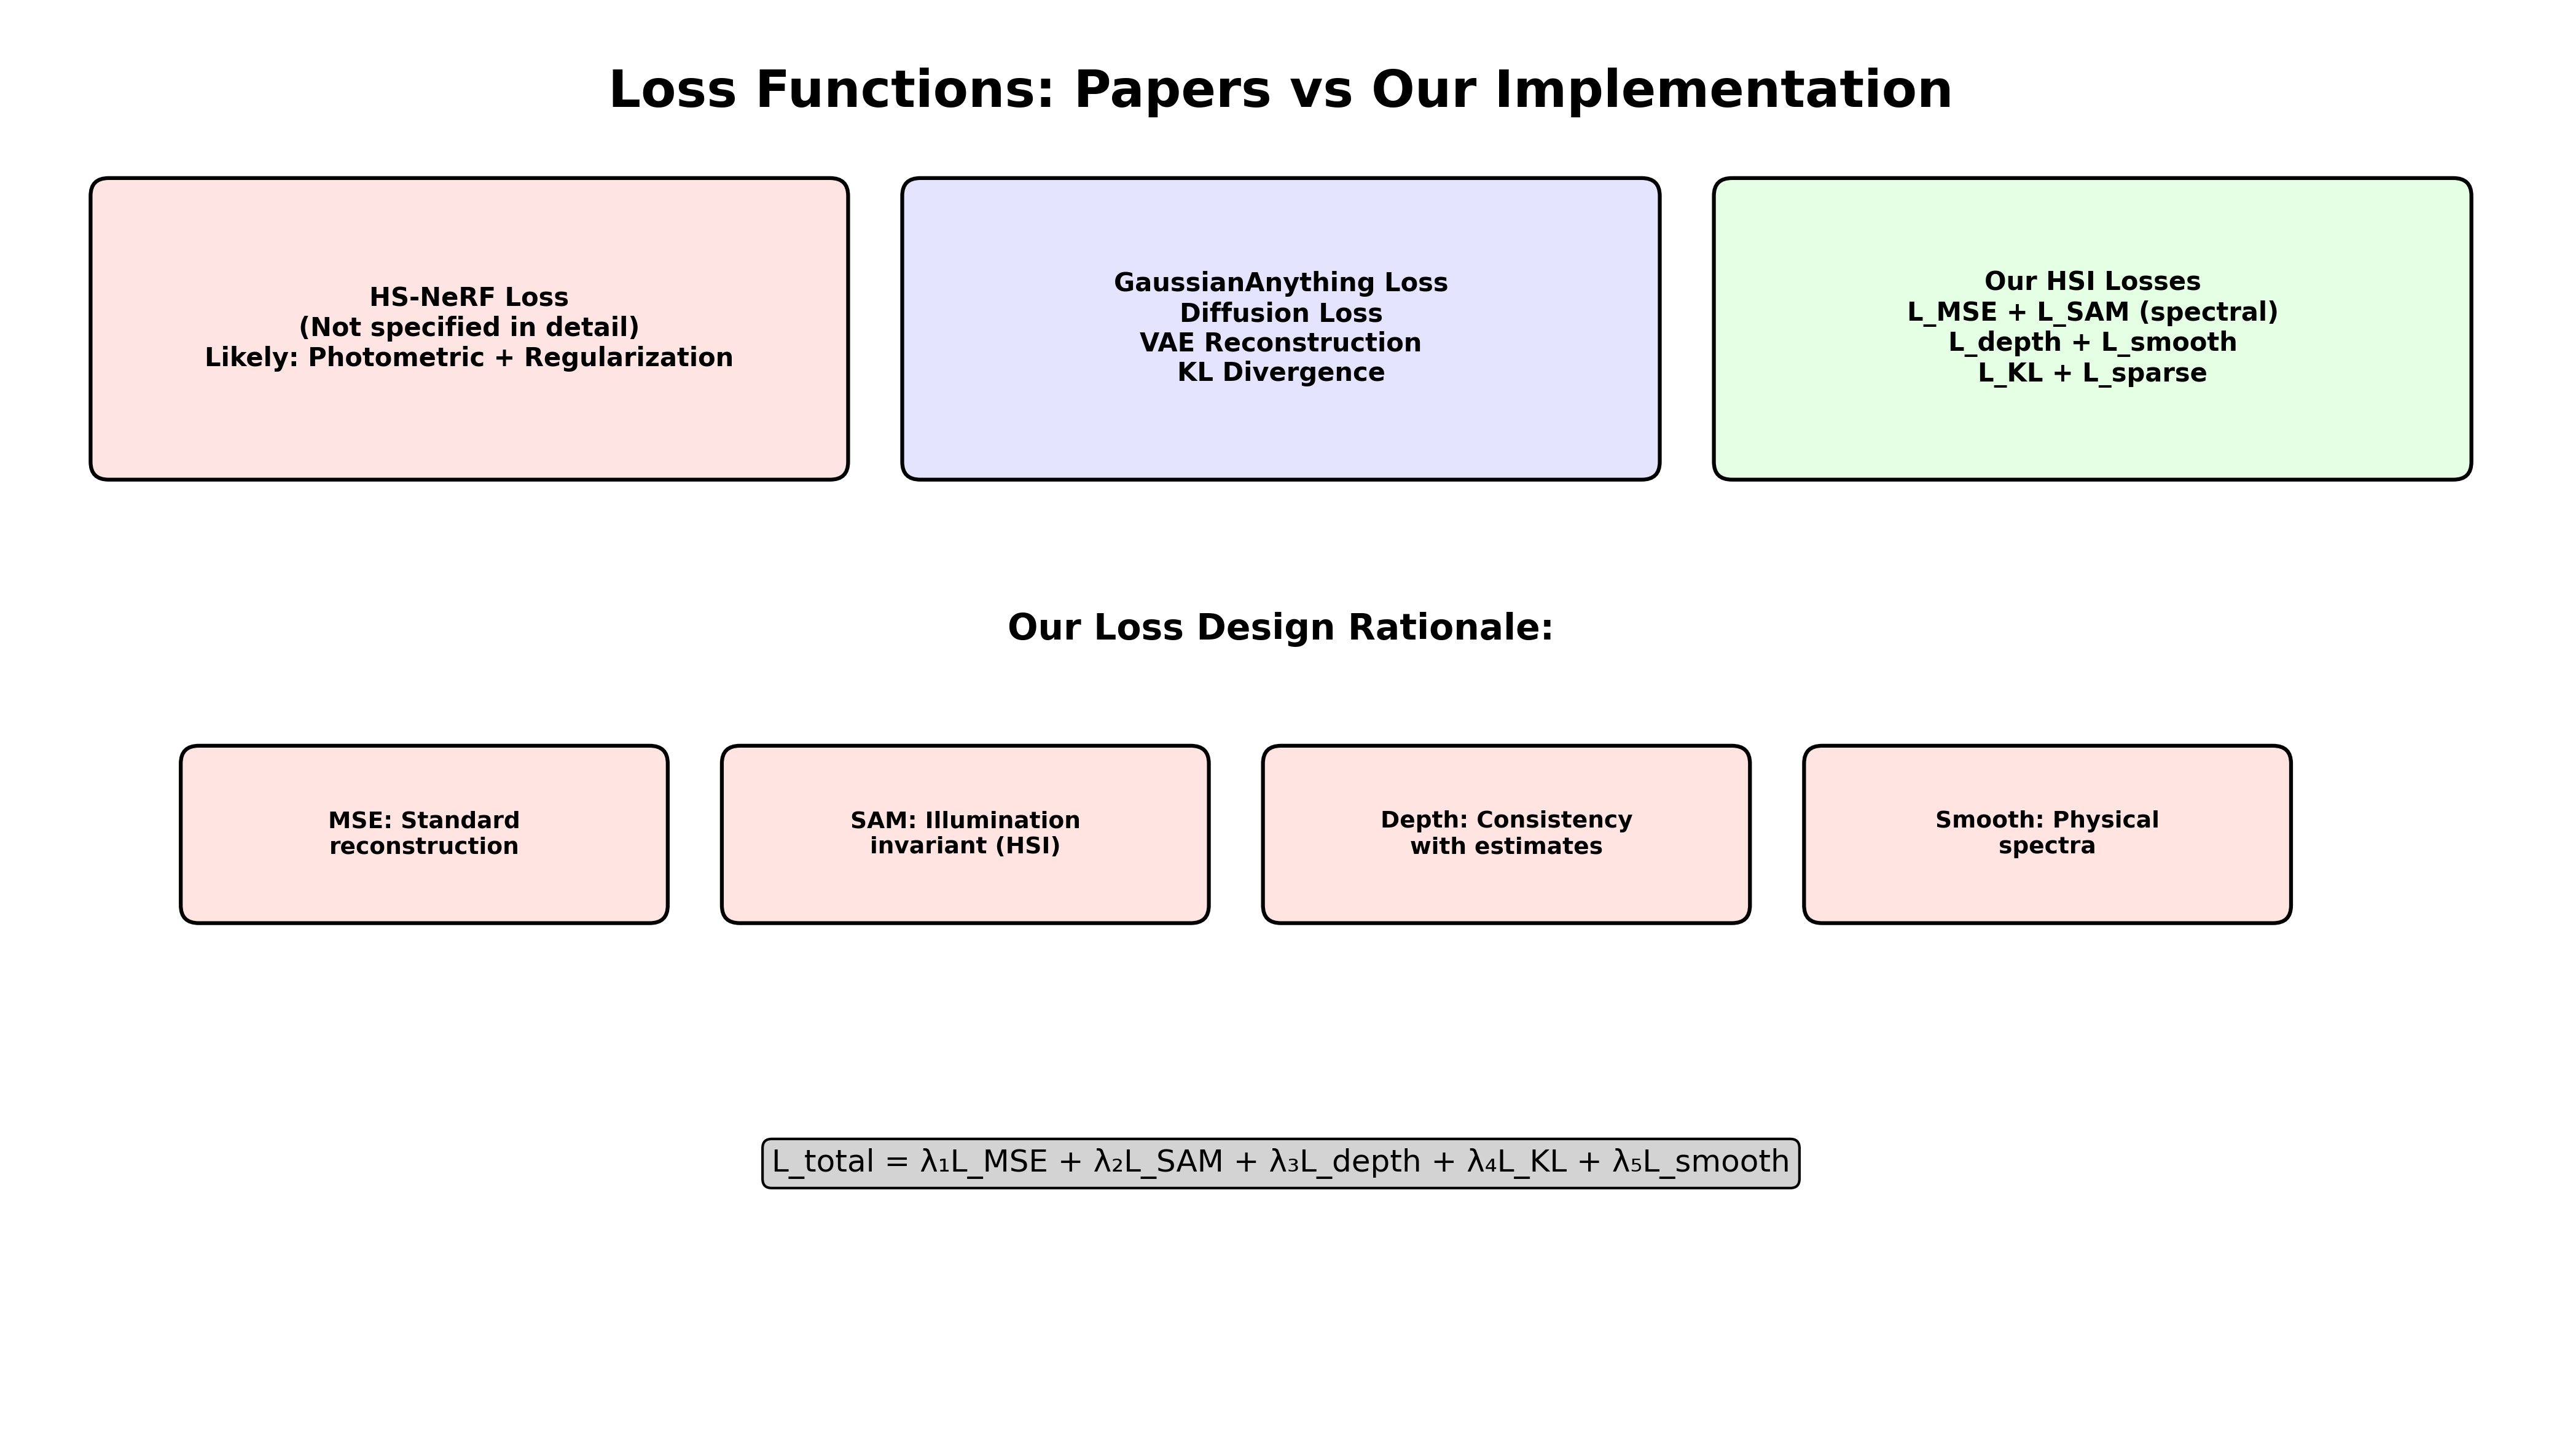 Loss Functions: Papers vs Our Implementation
HS-NeRF Loss
(Not specified in detail)
Likely: Photometric + Regularization
GaussianAnything Loss
Diffusion Loss
VAE Reconstruction
KL Divergence
Our HSI Losses
L_MSE + L_SAM (spectral)
L_depth + L_smooth
L_KL + L_sparse
Our Loss Design Rationale:
MSE: Standard
reconstruction
SAM: Illumination
invariant (HSI)
Depth: Consistency
with estimates
Smooth: Physical
spectra
L_total = λ₁L_MSE + λ₂L_SAM + λ₃L_depth + λ₄L_KL + λ₅L_smooth